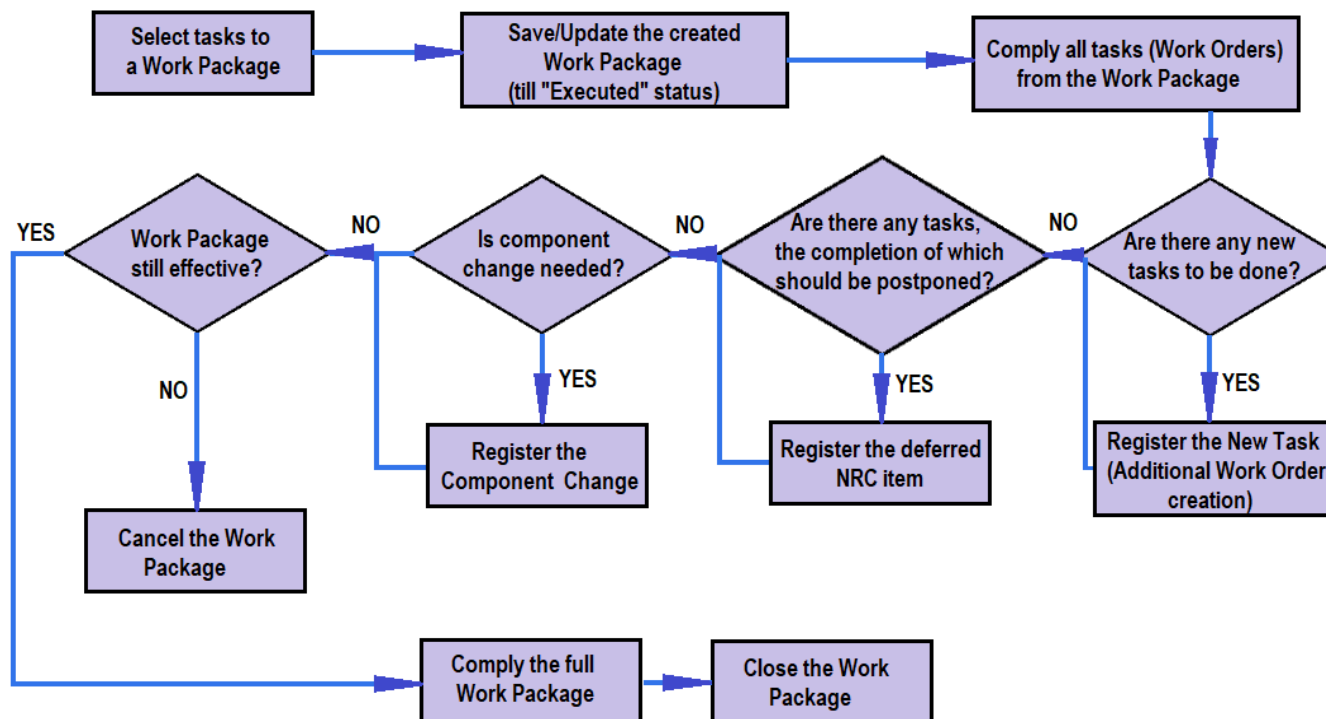 Select tasks to
a Work Package
Save/Update the created
Work Package
(till "Executed" status)
Comply all tasks (Work Orders)
from the Work Package
YES
Work Package
still effective?
NO
Is component
change needed?
NO
Are there any tasks,
the completion of which
should be postponed?
NO
Are there any new
tasks to be done?
NO
YES
YES
YES
Cancel the Work
Package
Register the
Component Change
Register the deferred
NRC item
Register the New Task
(Additional Work Order
creation)
Comply the full
Work Package
Close the Work
Package